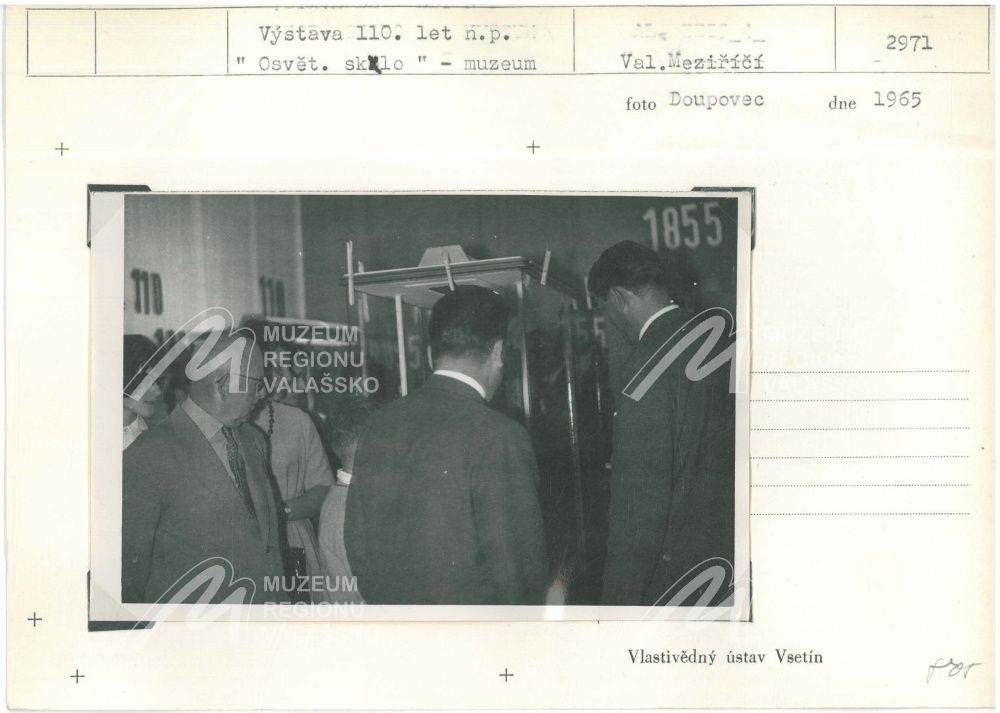 Výstava 110. let n.p.
" Osvět. sklo " - muzeum
Val.Meziříčí
2971
foto Doupovec dne 1965
1855
110
110
MUZEUM
REGIONU
VALAŠSKO
MUZEUM
REGIONU
VALAŠSKO
Vlastivědný ústav Vsetín